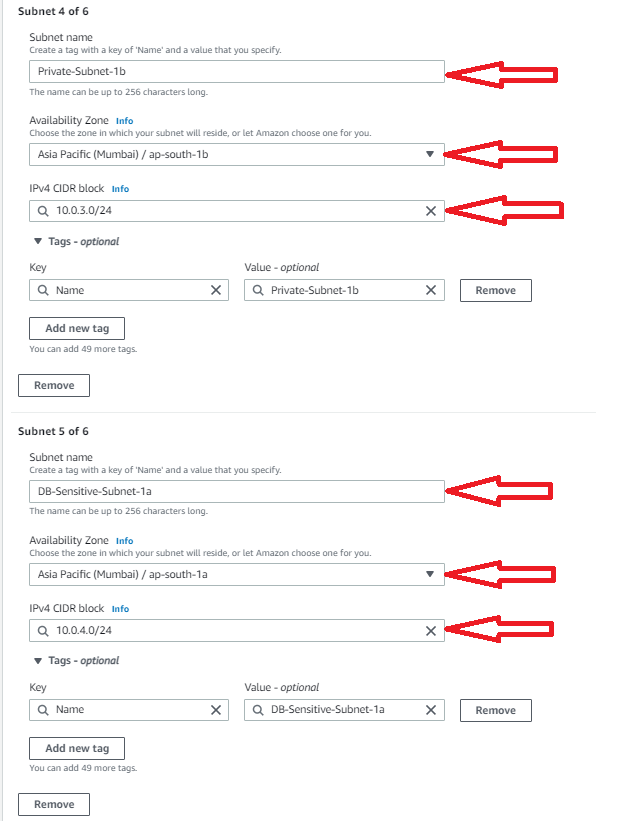 Subnet 4 of 6
Subnet name
Create a tag with a key of 'Name' and a value that you specify.
Private-Subnet-1b
The name can be up to 256 characters long.
Availability Zone Info
Choose the zone in which your subnet will reside, or let Amazon choose one for you.
Asia Pacific (Mumbai) / ap-south-1b
IPv4 CIDR block Info
10.0.3.0/24
Tags - optional
Key Value - optional
Name Private-Subnet-1b Remove
Add new tag
You can add 49 more tags.
Remove
Subnet 5 of 6
Subnet name
Create a tag with a key of 'Name' and a value that you specify.
DB-Sensitive-Subnet-1a
The name can be up to 256 characters long.
Availability Zone Info
Choose the zone in which your subnet will reside, or let Amazon choose one for you.
Asia Pacific (Mumbai) / ap-south-1a
IPv4 CIDR block Info
10.0.4.0/24
Tags - optional
Key Value - optional
Name DB-Sensitive-Subnet-1a Remove
Add new tag
You can add 49 more tags.
Remove